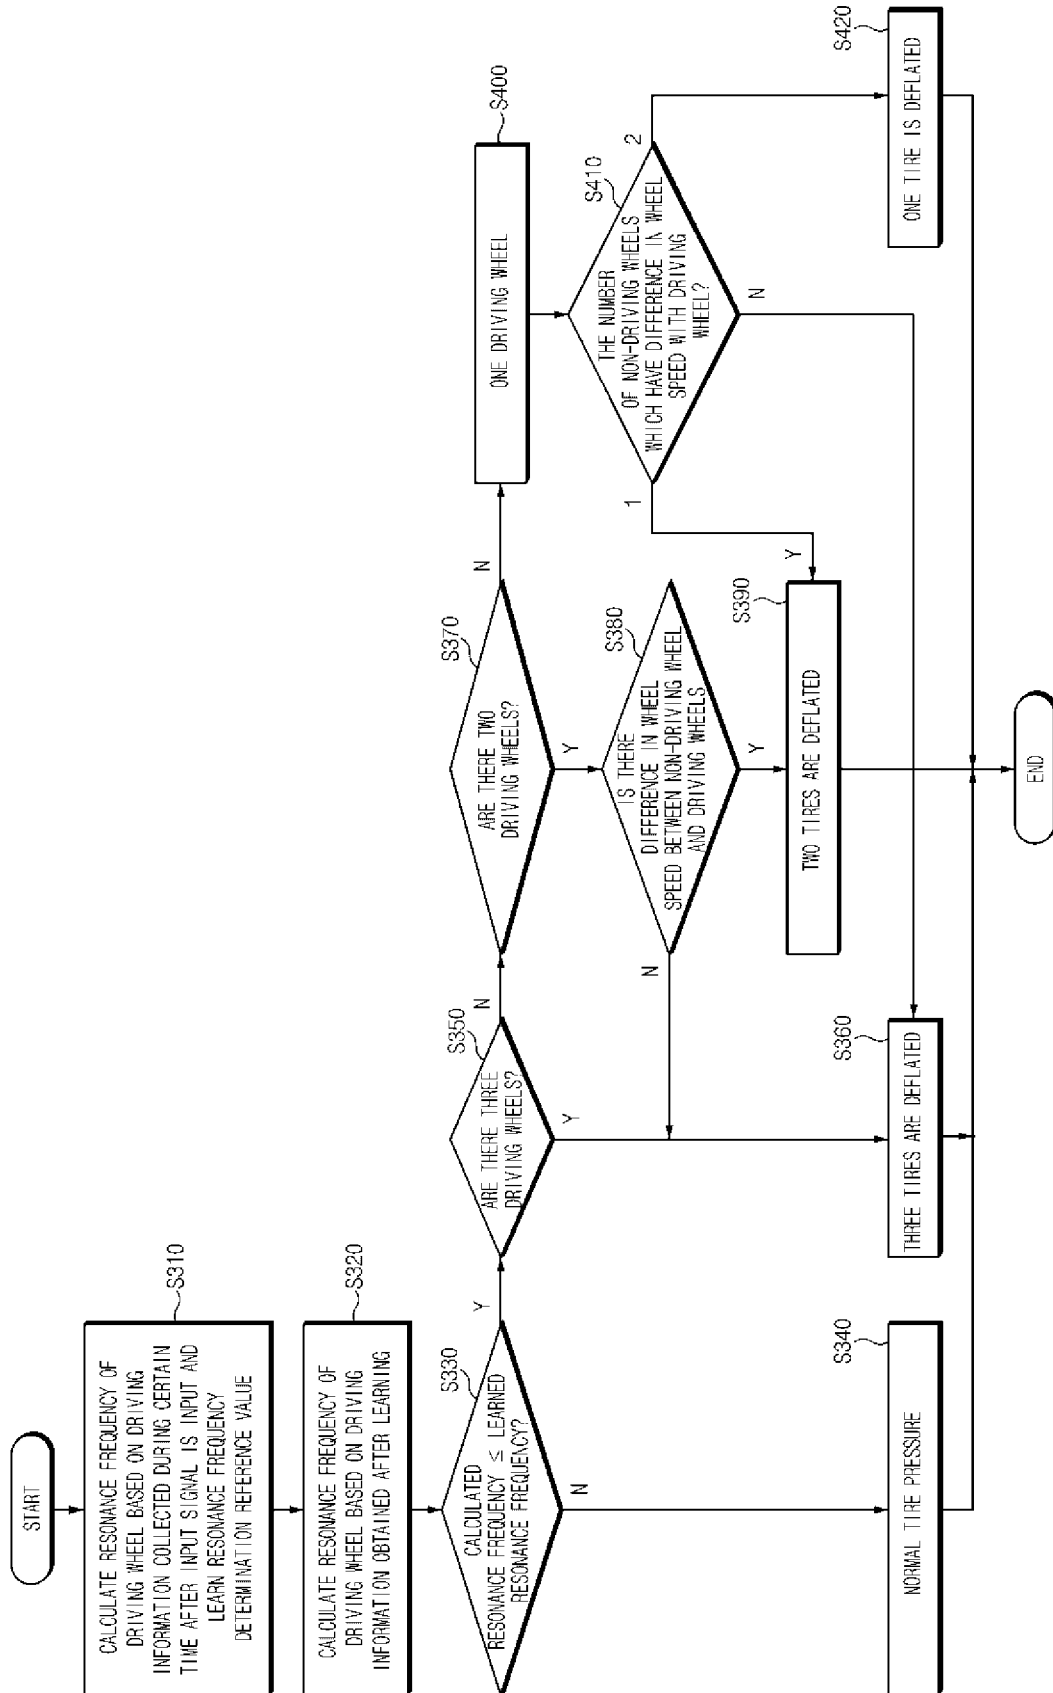 START
CALCULATE RESONANCE FREQUENCY OF
DRIVING WHEEL BASED ON DRIVING
INFORMATION COLLECTED DURING CERTAIN
TIME AFTER INPUT SIGNAL IS INPUT AND
LEARN RESONANCE FREQUENCY
DETERMINATION REFERENCE VALUE
S310
CALCULATE RESONANCE FREQUENCY OF
DRIVING WHEEL BASED ON DRIVING
INFORMATION OBTAINED AFTER LEARNING
S320
CALCULATED
RESONANCE FREQUENCY ≤ LEARNED
RESONANCE FREQUENCY?
S330
Y
N
NORMAL TIRE PRESSURE
S340
ARE THERE THREE
DRIVING WHEELS?
S350
N
Y
THREE TIRES ARE DEFLATED
S360
ARE THERE TWO
DRIVING WHEELS?
S370
N
Y
IS THERE
DIFFERENCE IN WHEEL
SPEED BETWEEN NON-DRIVING WHEEL
AND DRIVING WHEELS
S380
N
Y
TWO TIRES ARE DEFLATED
S390
ONE DRIVING WHEEL
S400
THE NUMBER
OF NON-DRIVING WHEELS
WHICH HAVE DIFFERENCE IN WHEEL
SPEED WITH DRIVING
WHEEL?
S410
1
Y
2
N
ONE TIRE IS DEFLATED
S420
END